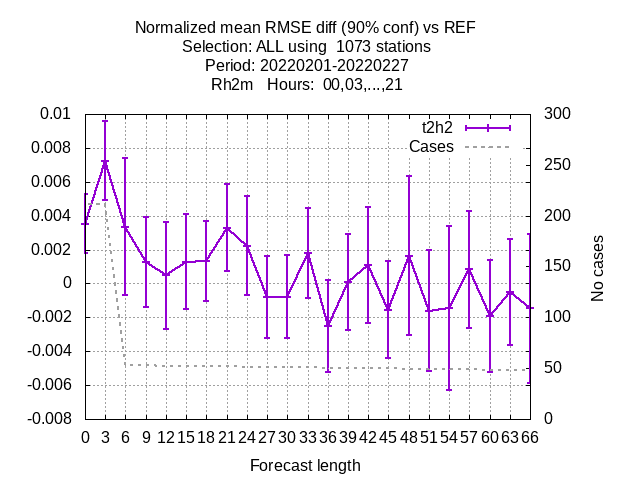 Normalized mean RMSE diff (90% conf) vs REF
Selection: ALL using  1073 stations
Period: 20220201-20220227
Rh2m   Hours:  00,03,...,21
t2h2
Cases
0.01
0.008
0.006
0.004
0.002
0
-0.002
-0.004
-0.006
-0.008
300
250
200
150
100
50
0
No cases
0 3 6 9 12 15 18 21 24 27 30 33 36 39 42 45 48 51 54 57 60 63 66
Forecast length